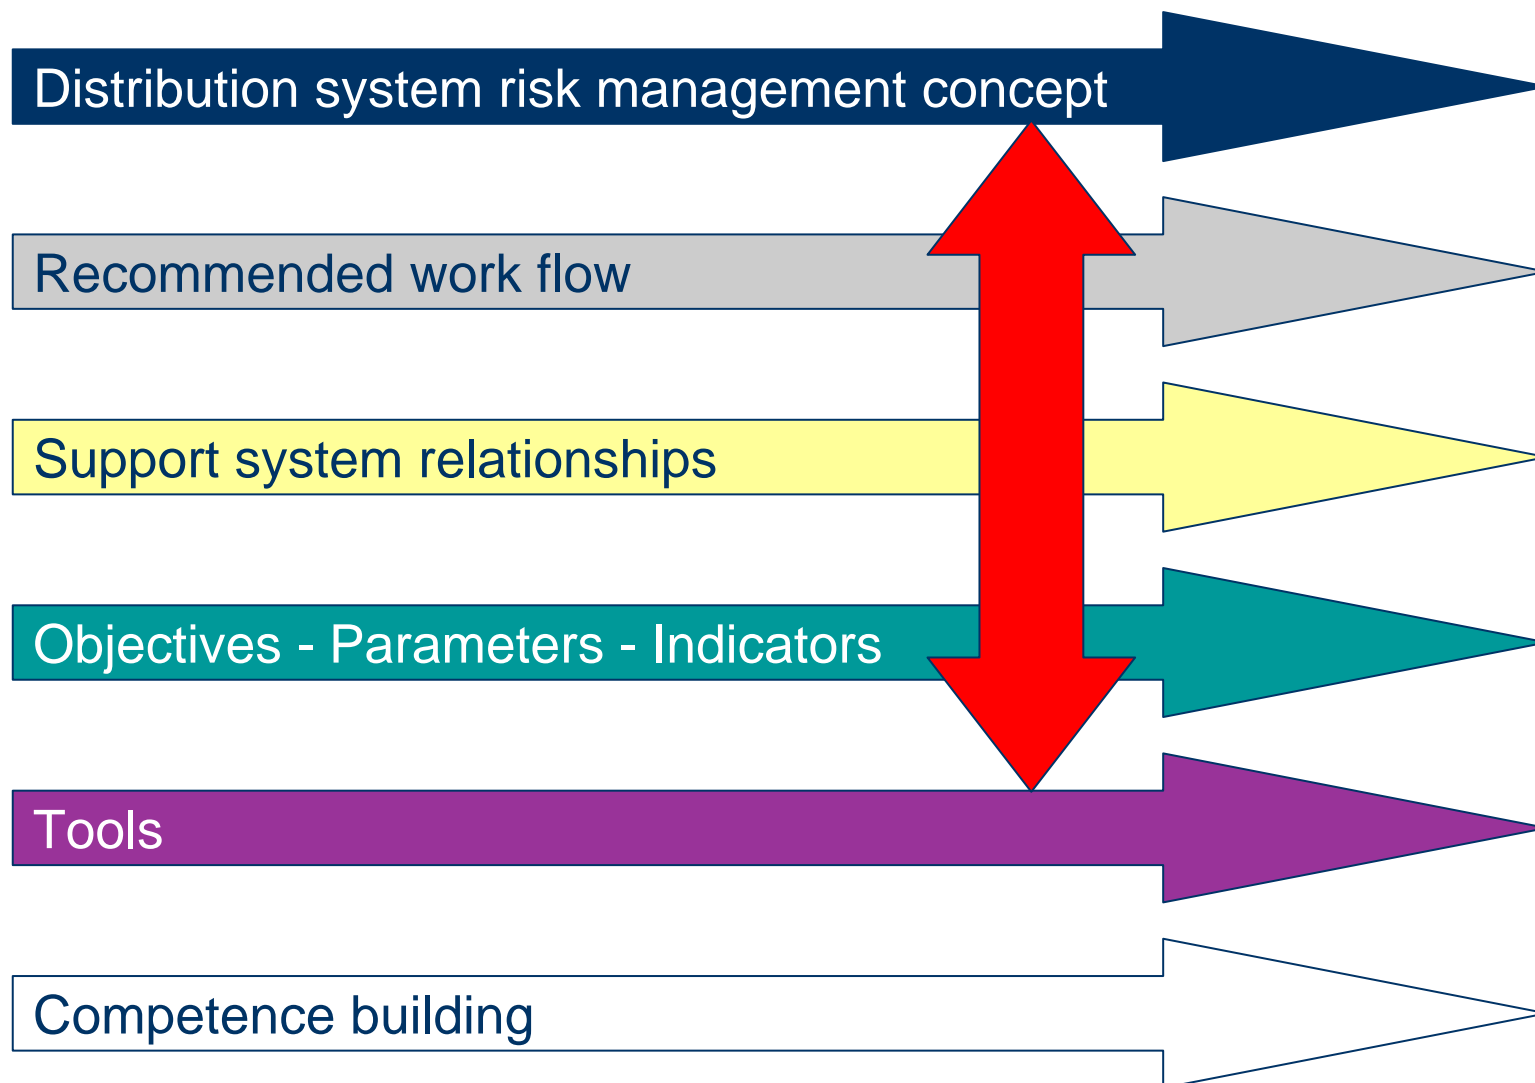 Distribution system risk management concept
Recommended work flow
Support system relationships
Objectives - Parameters - Indicators
Tools
Competence building